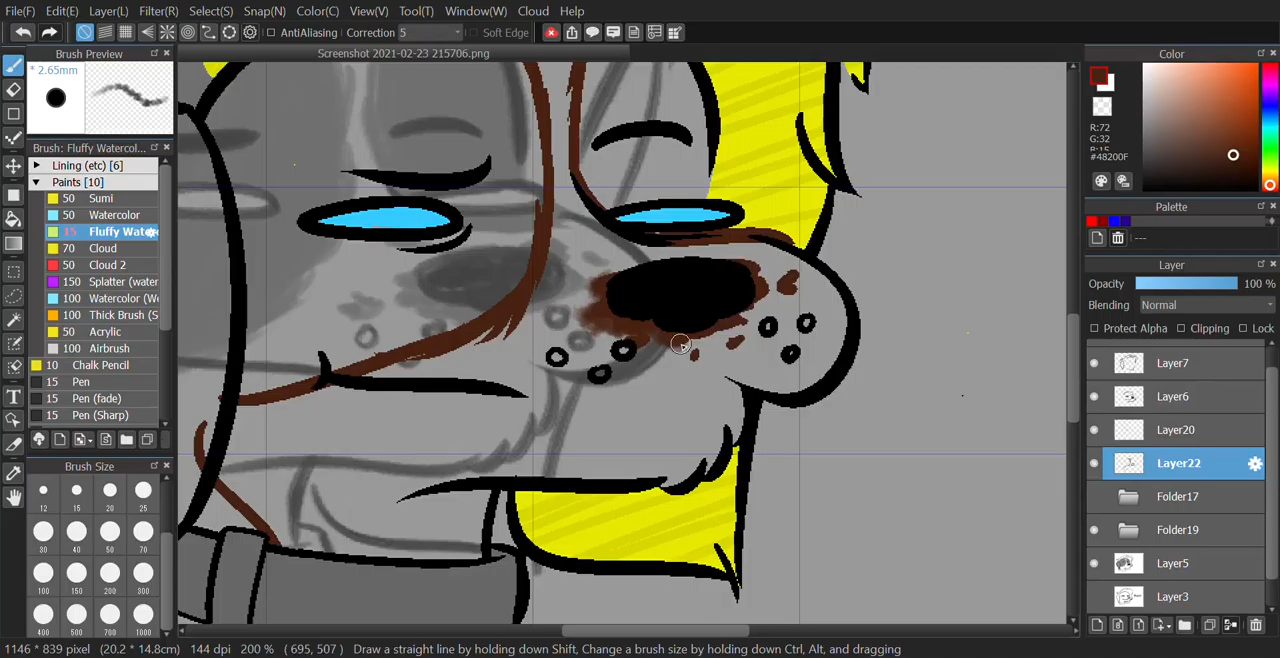 File(F) Edit(E) Layer(L) Filter(R) Select(S) Snap(N) Color(C) View(V) Tool(T) Window(W) Cloud Help
AntiAliasing Correction 5 Soft Edge
Brush Preview
Screenshot 2021-02-23 215706.png
Color
* 2.65mm
R:72
G:32
B:15
#48200F
Brush: Fluffy Watercol...
Lining (etc) [6]
Paints [10]
50 Sumi
50 Watercolor
15 Fluffy Wate
70 Cloud
50 Cloud 2
150 Splatter (water
100 Watercolor (We
100 Thick Brush (S
50 Acrylic
100 Airbrush
10 Chalk Pencil
15 Pen
15 Pen (fade)
15 Pen (Sharp)
Palette
---
Layer
Opacity 100 %
Blending Normal
Protect Alpha Clipping Lock
Layer7
Layer6
Layer20
Layer22
Folder17
Folder19
Layer5
Layer3
Brush Size
12 15 20 25
30 40 50 70
100 150 200 300
400 500 700 1000
1146 * 839 pixel (20.2 * 14.8cm) 144 dpi 200 % ( 695, 507 ) Draw a straight line by holding down Shift, Change a brush size by holding down Ctrl, Alt, and dragging